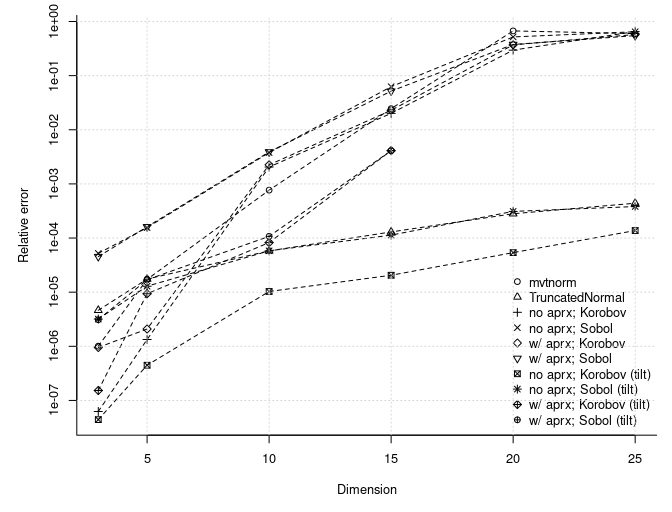 1e+00
1e-01
1e-02
1e-03
1e-04
1e-05
1e-06
1e-07
Relative error
mvtnorm
TruncatedNormal
no aprx; Korobov
no aprx; Sobol
w/ aprx; Korobov
w/ aprx; Sobol
no aprx; Korobov (tilt)
no aprx; Sobol (tilt)
w/ aprx; Korobov (tilt)
w/ aprx; Sobol (tilt)
5 10 15 20 25
Dimension